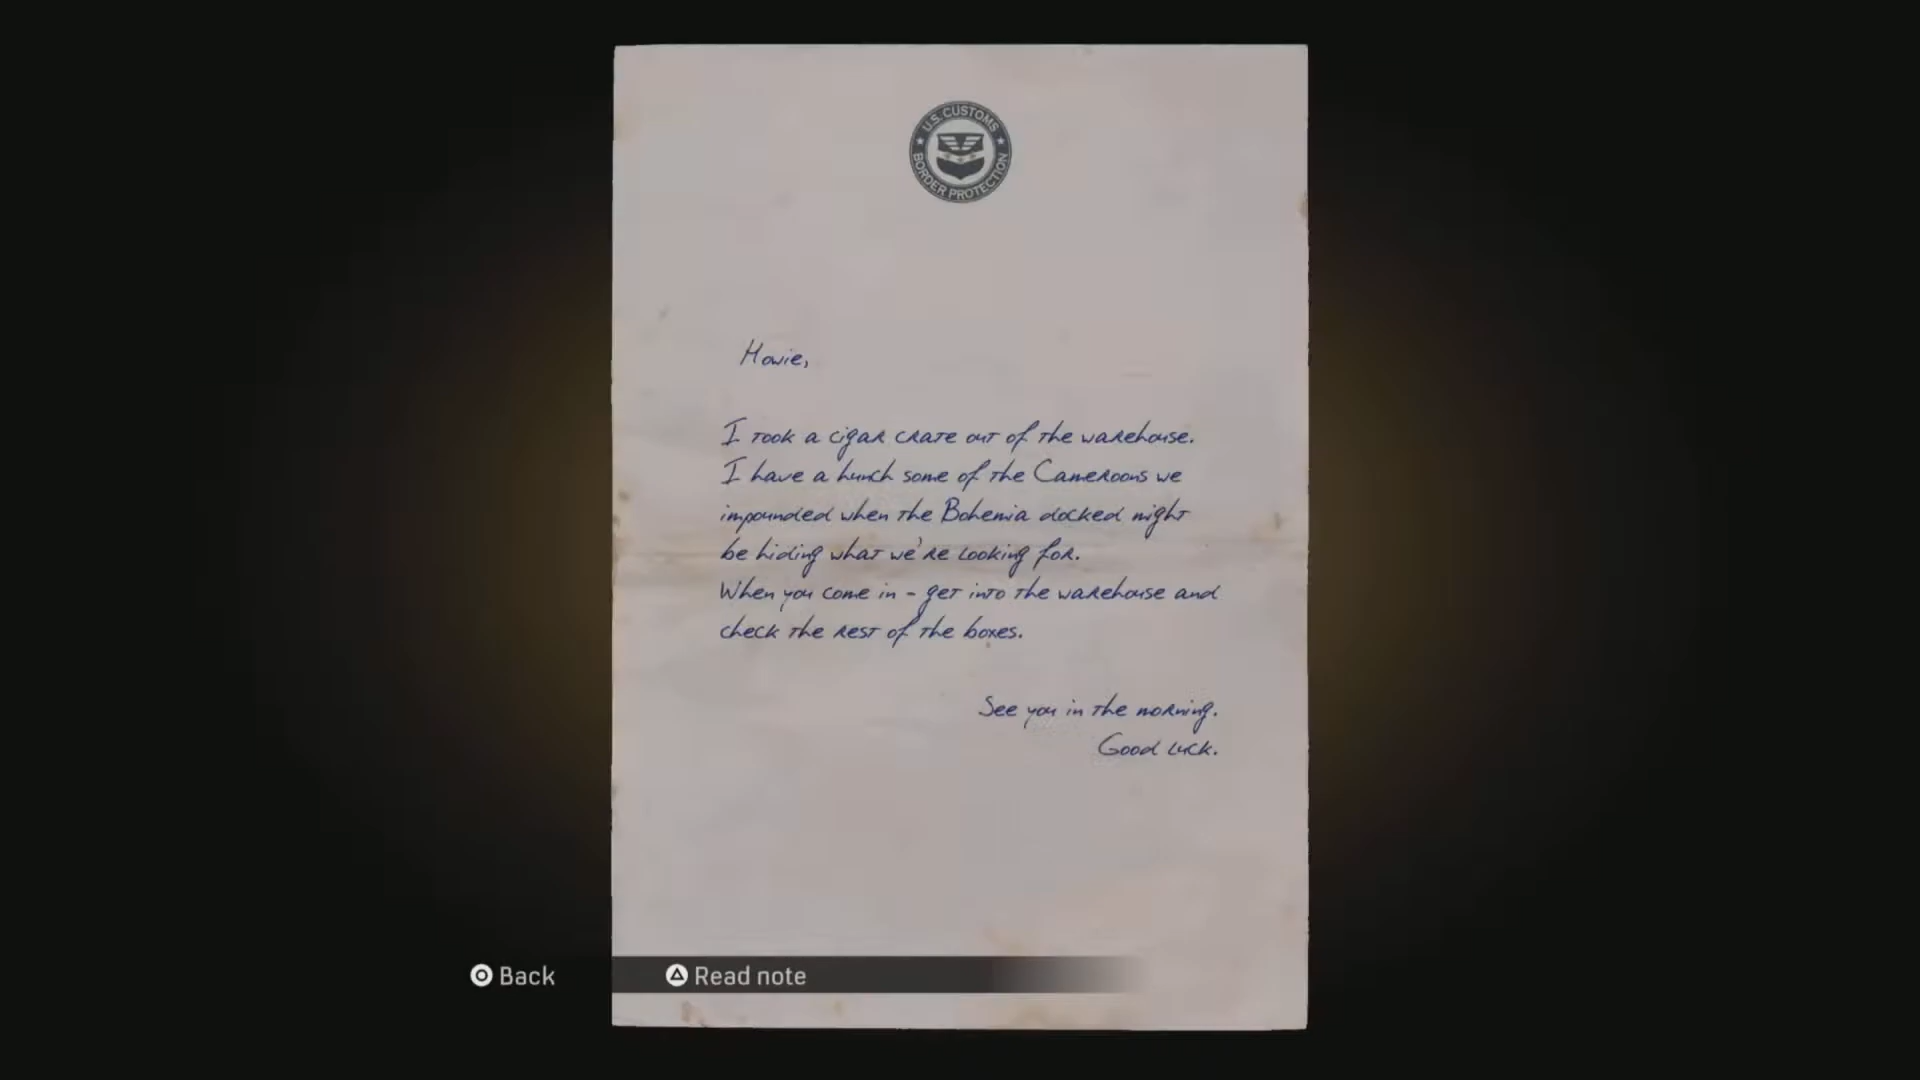 U.S. CUSTOMS
BORDER PROTECTION
Howie,
I took a cigar crate out of the warehouse.
I have a hunch some of the Cameroons we
impounded when the Bohemia docked might
be hiding what we're looking for.
When you come in - get into the warehouse and
check the rest of the boxes.
See you in the morning.
Good luck.
Back
Read note